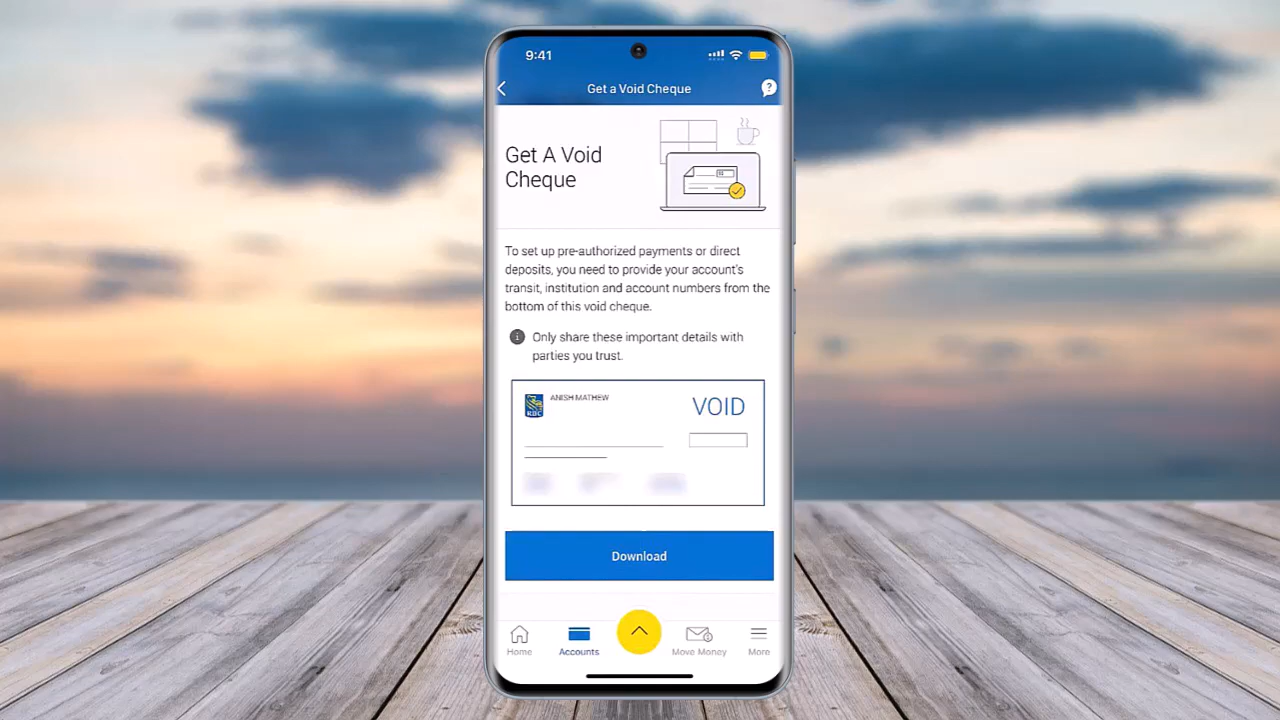 9:41
Get a Void Cheque
?
Get A Void
Cheque
To set up pre-authorized payments or direct
deposits, you need to provide your account's
transit, institution and account numbers from the
bottom of this void cheque.
Only share these important details with
parties you trust.
ANISH MATHEW
VOID
RBC
Download
Home
Accounts
Move Money
More